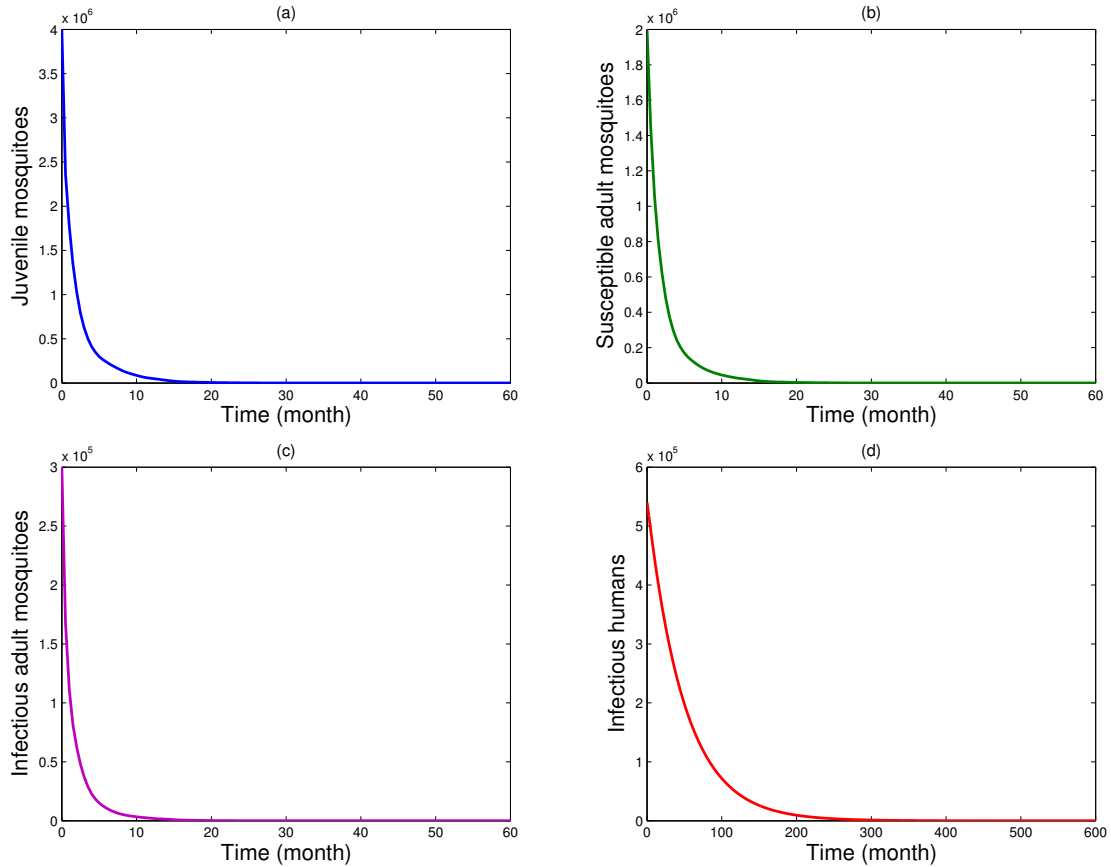 (a)
x 10^6
4
3.5
3
2.5
2
1.5
1
0.5
0
0 10 20 30 40 50 60
Juvenile mosquitoes
Time (month)
(b)
x 10^6
2
1.8
1.6
1.4
1.2
1
0.8
0.6
0.4
0.2
0
0 10 20 30 40 50 60
Susceptible adult mosquitoes
Time (month)
(c)
x 10^5
3
2.5
2
1.5
1
0.5
0
0 10 20 30 40 50 60
Infectious adult mosquitoes
Time (month)
(d)
x 10^5
6
5
4
3
2
1
0
0 100 200 300 400 500 600
Infectious humans
Time (month)